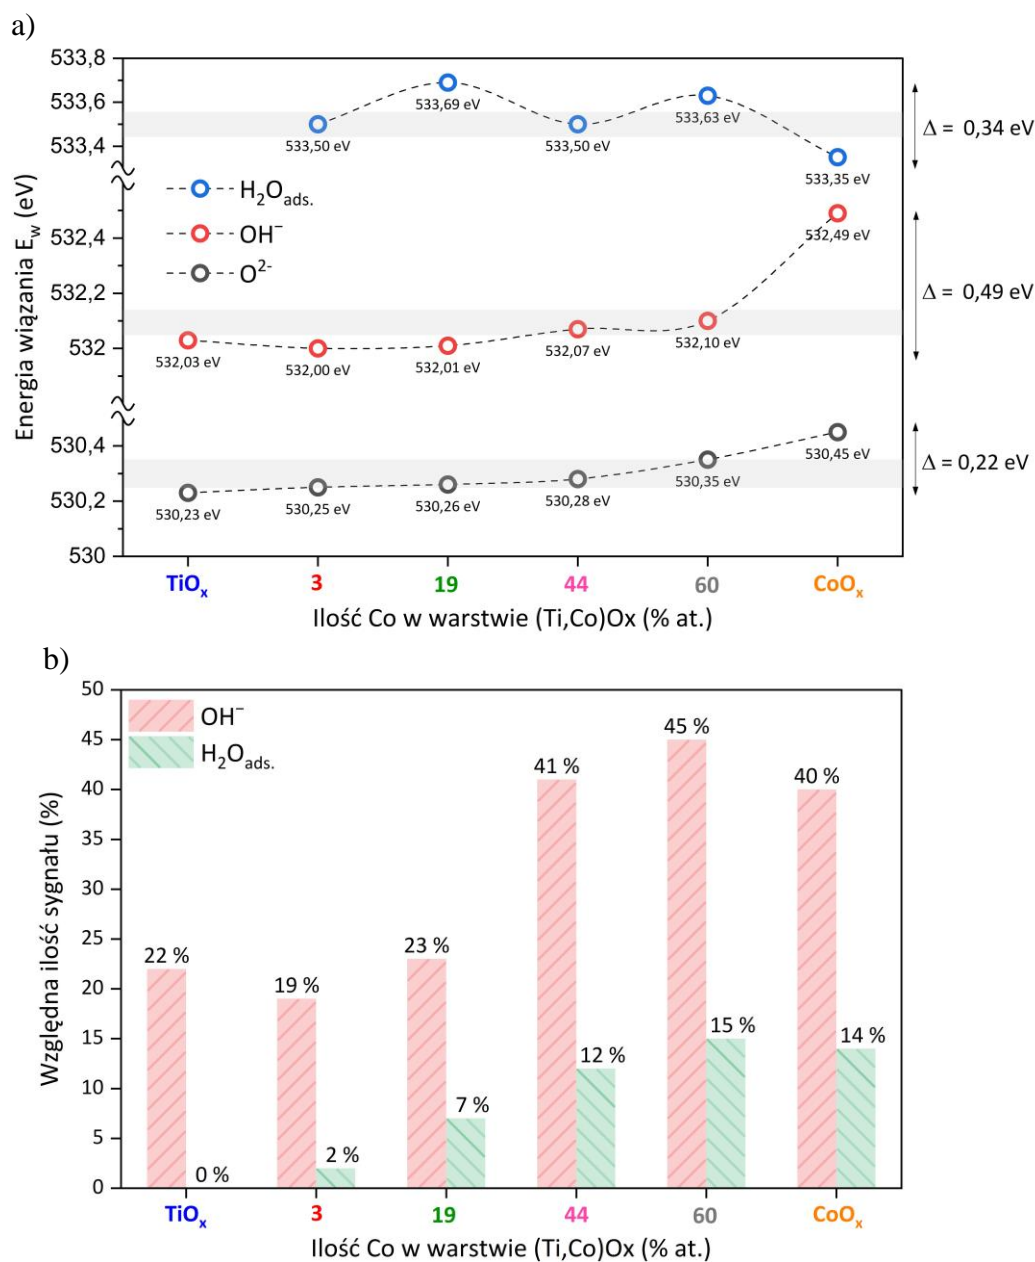 a)
533,8
533,6
533,4
532,4
532,2
532
530,4
530,2
530
Energia wiązania E_w (eV)
533,50 eV
533,69 eV
533,50 eV
533,63 eV
533,35 eV
Δ = 0,34 eV
H₂O_ads.
OH⁻
O²⁻
532,03 eV
532,00 eV
532,01 eV
532,07 eV
532,10 eV
532,49 eV
Δ = 0,49 eV
530,23 eV
530,25 eV
530,26 eV
530,28 eV
530,35 eV
530,45 eV
Δ = 0,22 eV
TiOₓ 3 19 44 60 CoOₓ
Ilość Co w warstwie (Ti,Co)Ox (% at.)
b)
50
45
40
35
30
25
20
15
10
5
0
Względna ilość sygnału (%)
OH⁻
H₂O_ads.
22 %
0 %
19 %
2 %
23 %
7 %
41 %
12 %
45 %
15 %
40 %
14 %
TiOₓ 3 19 44 60 CoOₓ
Ilość Co w warstwie (Ti,Co)Ox (% at.)